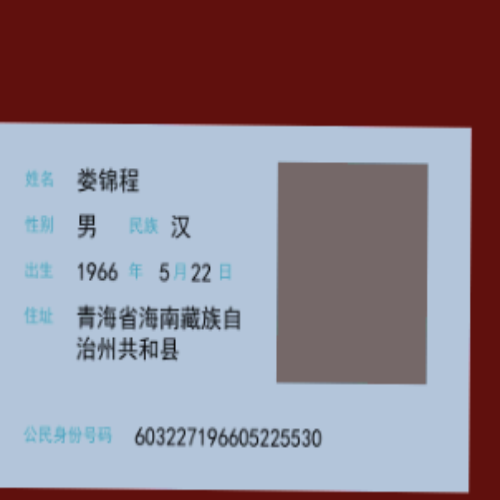 姓名 娄锦程
性别 男 民族 汉
出生 1966 年 5 月 22 日
住址 青海省海南藏族自
治州共和县
公民身份号码 603227196605225530